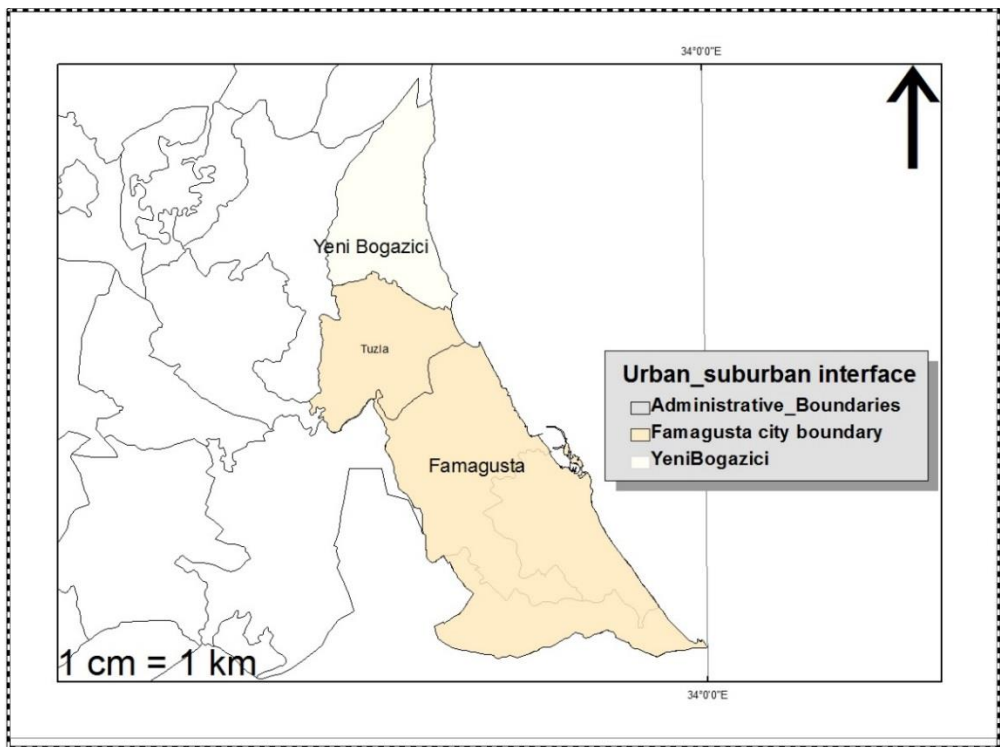 34°0'0"E
Yeni Bogazici
Tuzla
Urban_suburban interface
Administrative_Boundaries
Famagusta city boundary
YeniBogazici
Famagusta
1 cm = 1 km
34°0'0"E